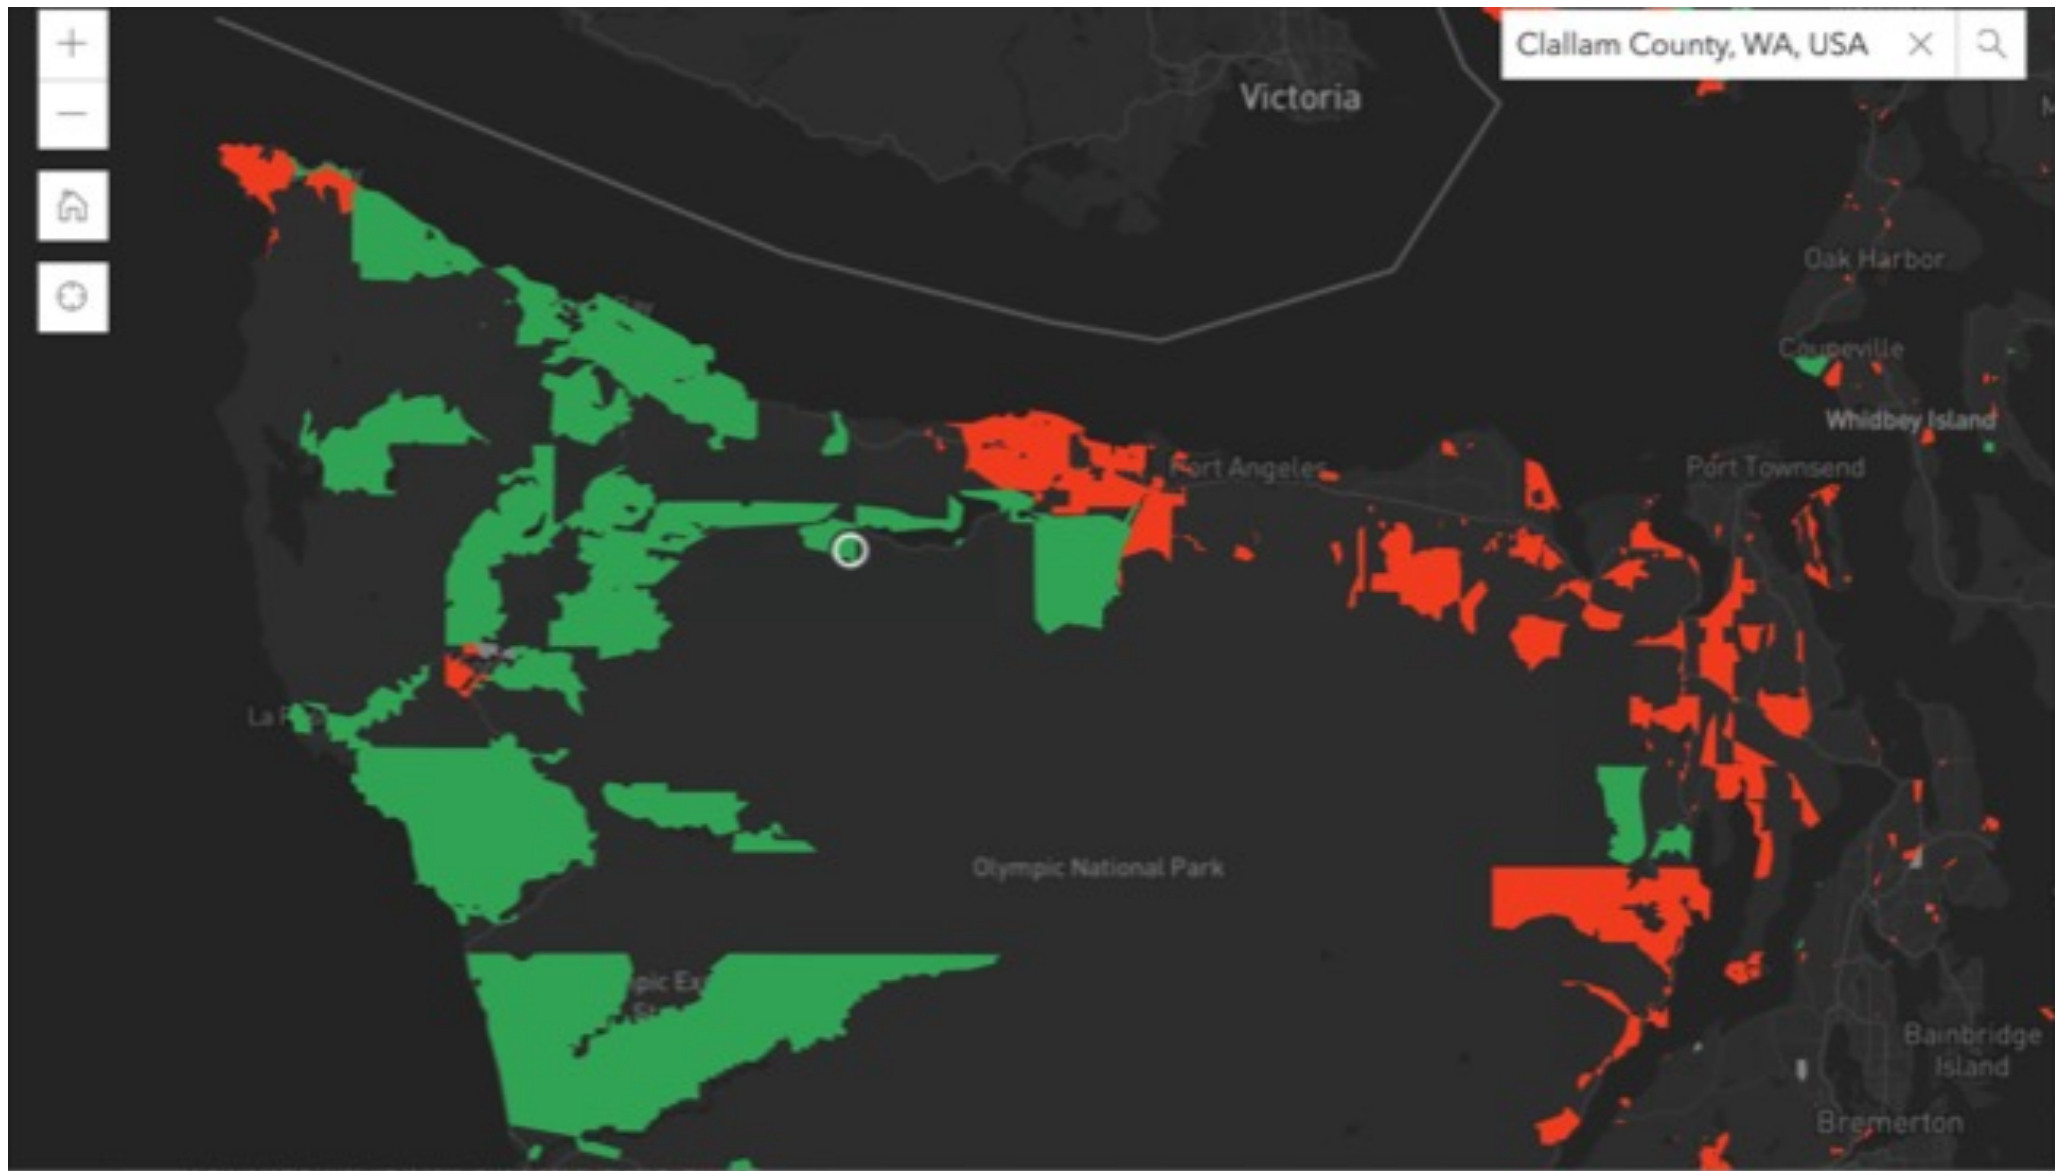 Clallam County, WA, USA
Victoria
Oak Harbor
Coupeville
Whidbey Island
Port Angeles
Port Townsend
La
Olympic National Park
Bainbridge
Island
Bremerton